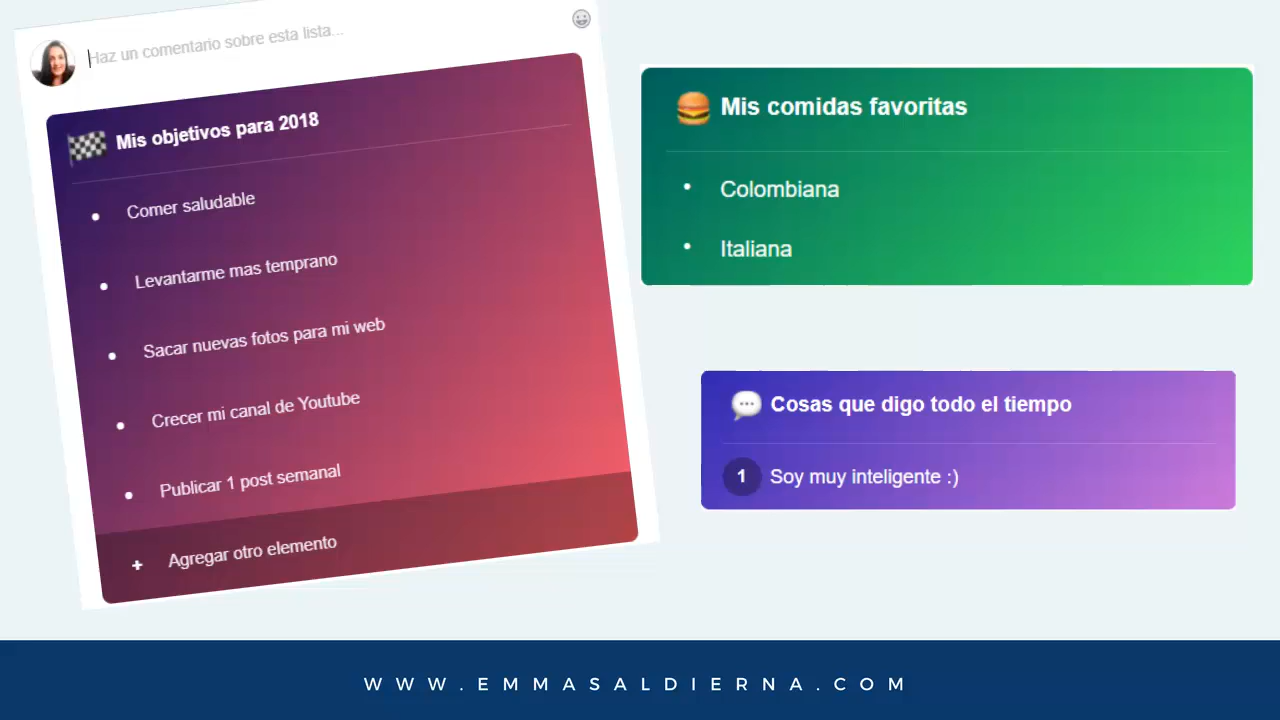 Haz un comentario sobre esta lista...
Mis objetivos para 2018
Comer saludable
Levantarme mas temprano
Sacar nuevas fotos para mi web
Crecer mi canal de Youtube
Publicar 1 post semanal
+ Agregar otro elemento
Mis comidas favoritas
Colombiana
Italiana
Cosas que digo todo el tiempo
1 Soy muy inteligente :)
WWW.EMMASALDIERNA.COM